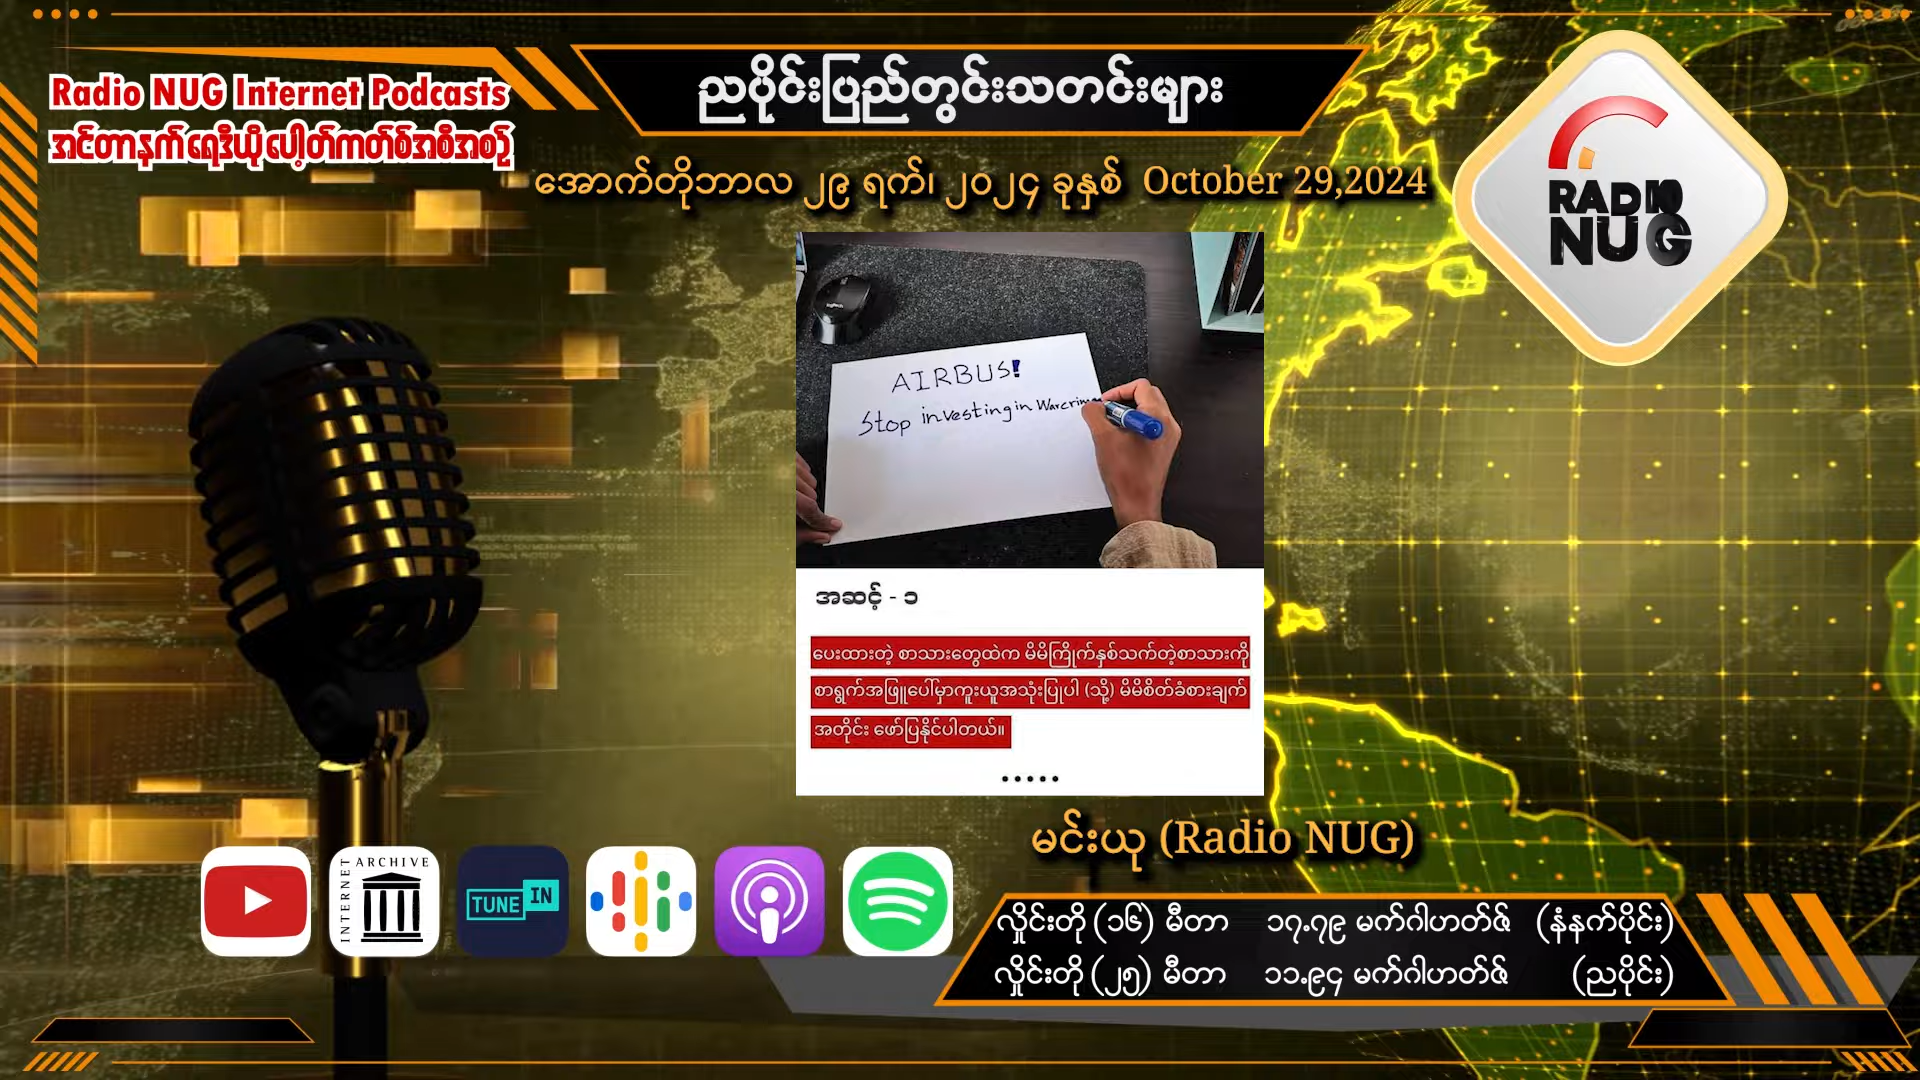 Radio NUG Internet Podcasts
အင်တာနက်ရေဒီယိုပေါ့တ်ကတ်စ်အစီအစဉ်
ညပိုင်းပြည်တွင်းသတင်းများ
အောက်တိုဘာလ ၂၉ ရက်၊ ၂၀၂၄ ခုနှစ် October 29,2024
RADIO
NUG
AIRBUS!
Stop investing in Warcrimes
အဆင့် - ၁
ပေးထားတဲ့ စာသားတွေထဲက မိမိကြိုက်နှစ်သက်တဲ့စာသားကို
စာရွက်အဖြူပေါ်မှာကူးယူအသုံးပြုပါ (သို့) မိမိစိတ်ခံစားချက်
အတိုင်း ဖော်ပြနိုင်ပါတယ်။
မင်းယု (Radio NUG)
INTERNET ARCHIVE
TUNE IN
လှိုင်းတို (၁၆) မီတာ ၁၇.၇၉ မက်ဂါဟတ်ဇ် (နံနက်ပိုင်း)
လှိုင်းတို (၂၅) မီတာ ၁၁.၉၄ မက်ဂါဟတ်ဇ် (ညပိုင်း)